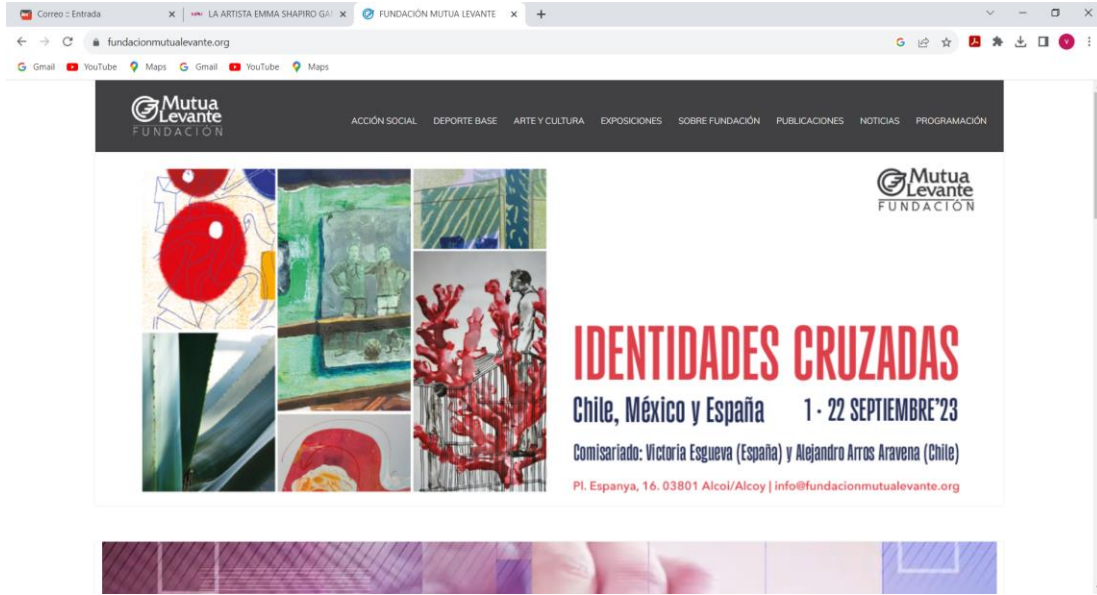 Correo :: Entrada
LA ARTISTA EMMA SHAPIRO GA
FUNDACIÓN MUTUA LEVANTE
fundacionmutualevante.org
Gmail YouTube Maps Gmail YouTube Maps
Mutua
Levante
FUNDACIÓN
ACCIÓN SOCIAL DEPORTE BASE ARTE Y CULTURA EXPOSICIONES SOBRE FUNDACIÓN PUBLICACIONES NOTICIAS PROGRAMACIÓN
Mutua
Levante
FUNDACIÓN
IDENTIDADES CRUZADAS
Chile, México y España 1 - 22 SEPTIEMBRE'23
Comisariado: Victoria Esgueva (España) y Alejandro Arros Aravena (Chile)
Pl. Espanya, 16. 03801 Alcoi/Alcoy | info@fundacionmutualevante.org